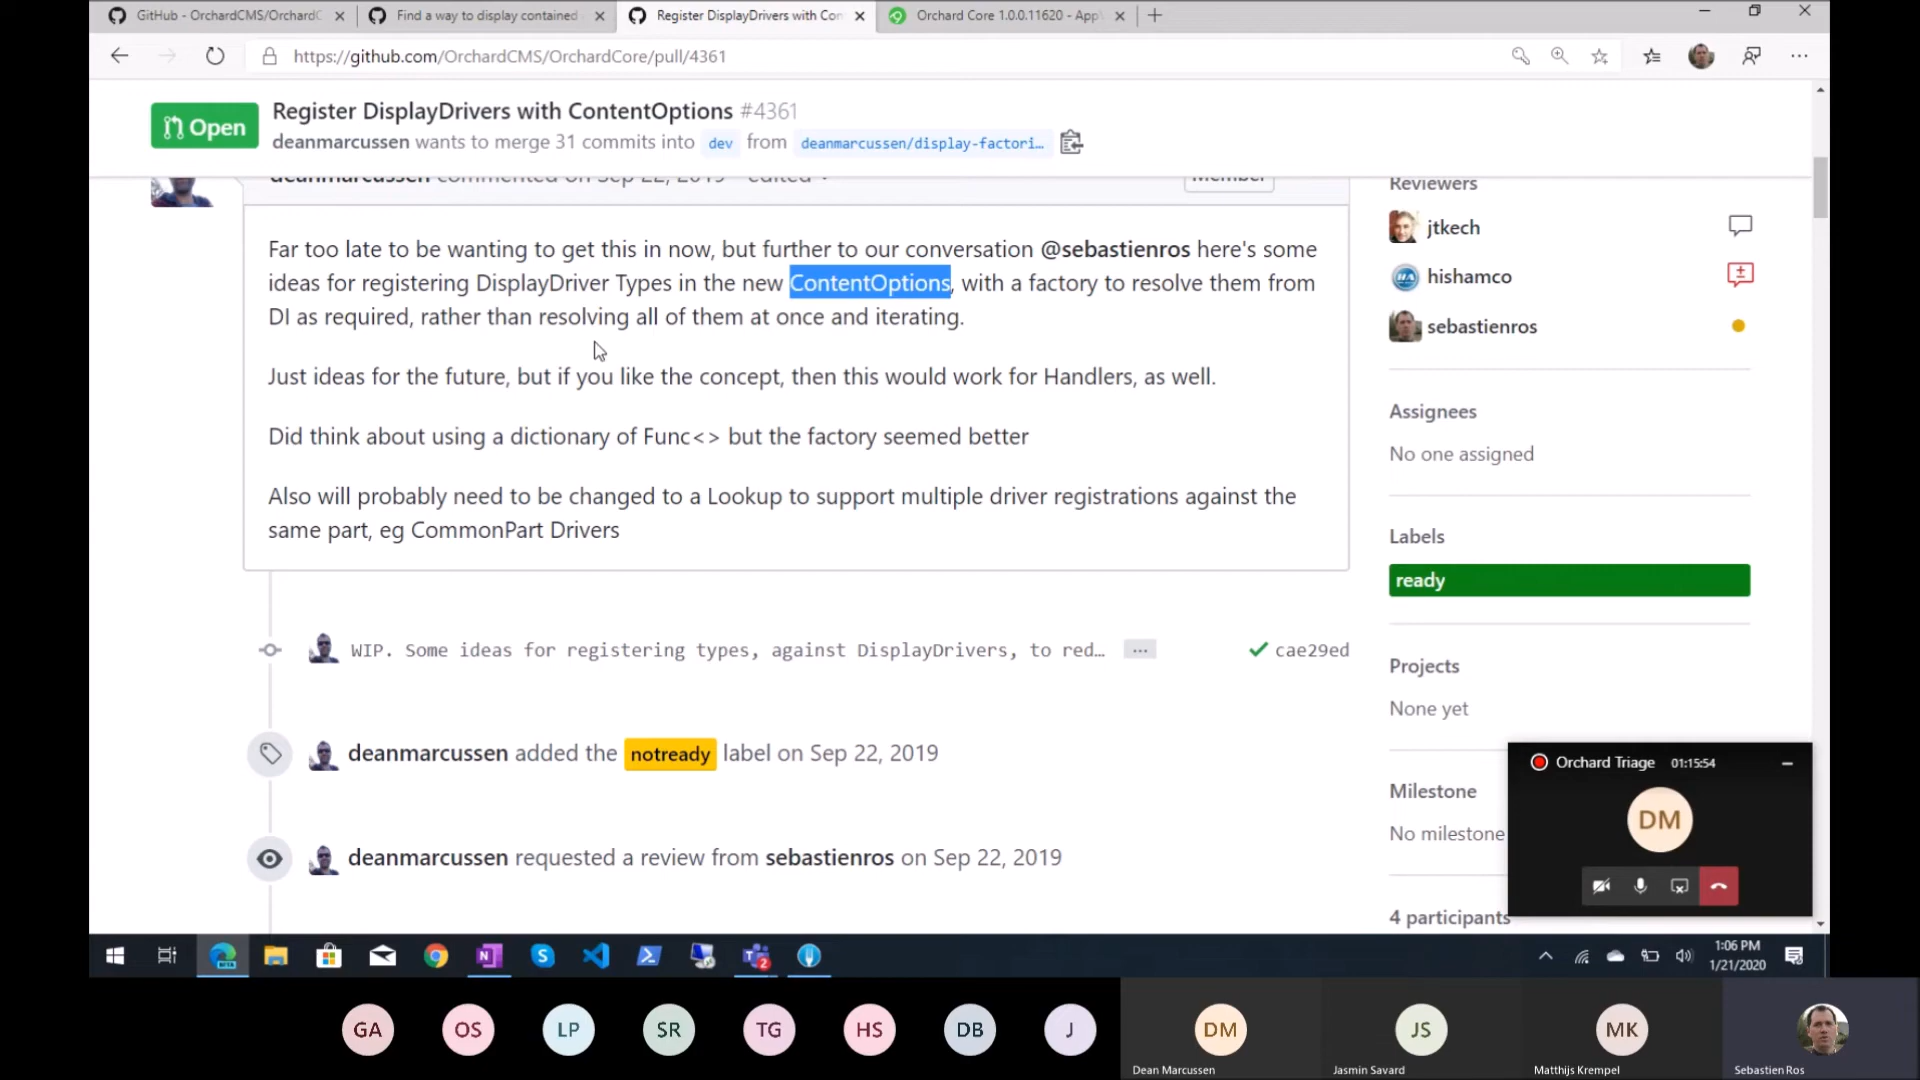 GitHub - OrchardCMS/OrchardC
Find a way to display contained
Register DisplayDrivers with Con
Orchard Core 1.0.0.11620 - App
https://github.com/OrchardCMS/OrchardCore/pull/4361
Open
Register DisplayDrivers with ContentOptions #4361
deanmarcussen wants to merge 31 commits into dev from deanmarcussen/display-factori…
deanmarcussen commented on Sep 22, 2019 edited
Member
Far too late to be wanting to get this in now, but further to our conversation @sebastienros here's some
ideas for registering DisplayDriver Types in the new ContentOptions, with a factory to resolve them from
DI as required, rather than resolving all of them at once and iterating.
Just ideas for the future, but if you like the concept, then this would work for Handlers, as well.
Did think about using a dictionary of Func<> but the factory seemed better
Also will probably need to be changed to a Lookup to support multiple driver registrations against the
same part, eg CommonPart Drivers
WIP. Some ideas for registering types, against DisplayDrivers, to red… ... cae29ed
deanmarcussen added the notready label on Sep 22, 2019
deanmarcussen requested a review from sebastienros on Sep 22, 2019
Reviewers
jtkech
hishamco
sebastienros
Assignees
No one assigned
Labels
ready
Projects
None yet
Milestone
No milestone
4 participants
Orchard Triage 01:15:54
DM
1:06 PM
1/21/2020
GA
OS
LP
SR
TG
HS
DB
J
DM
Dean Marcussen
JS
Jasmin Savard
MK
Matthijs Krempel
Sebastien Ros